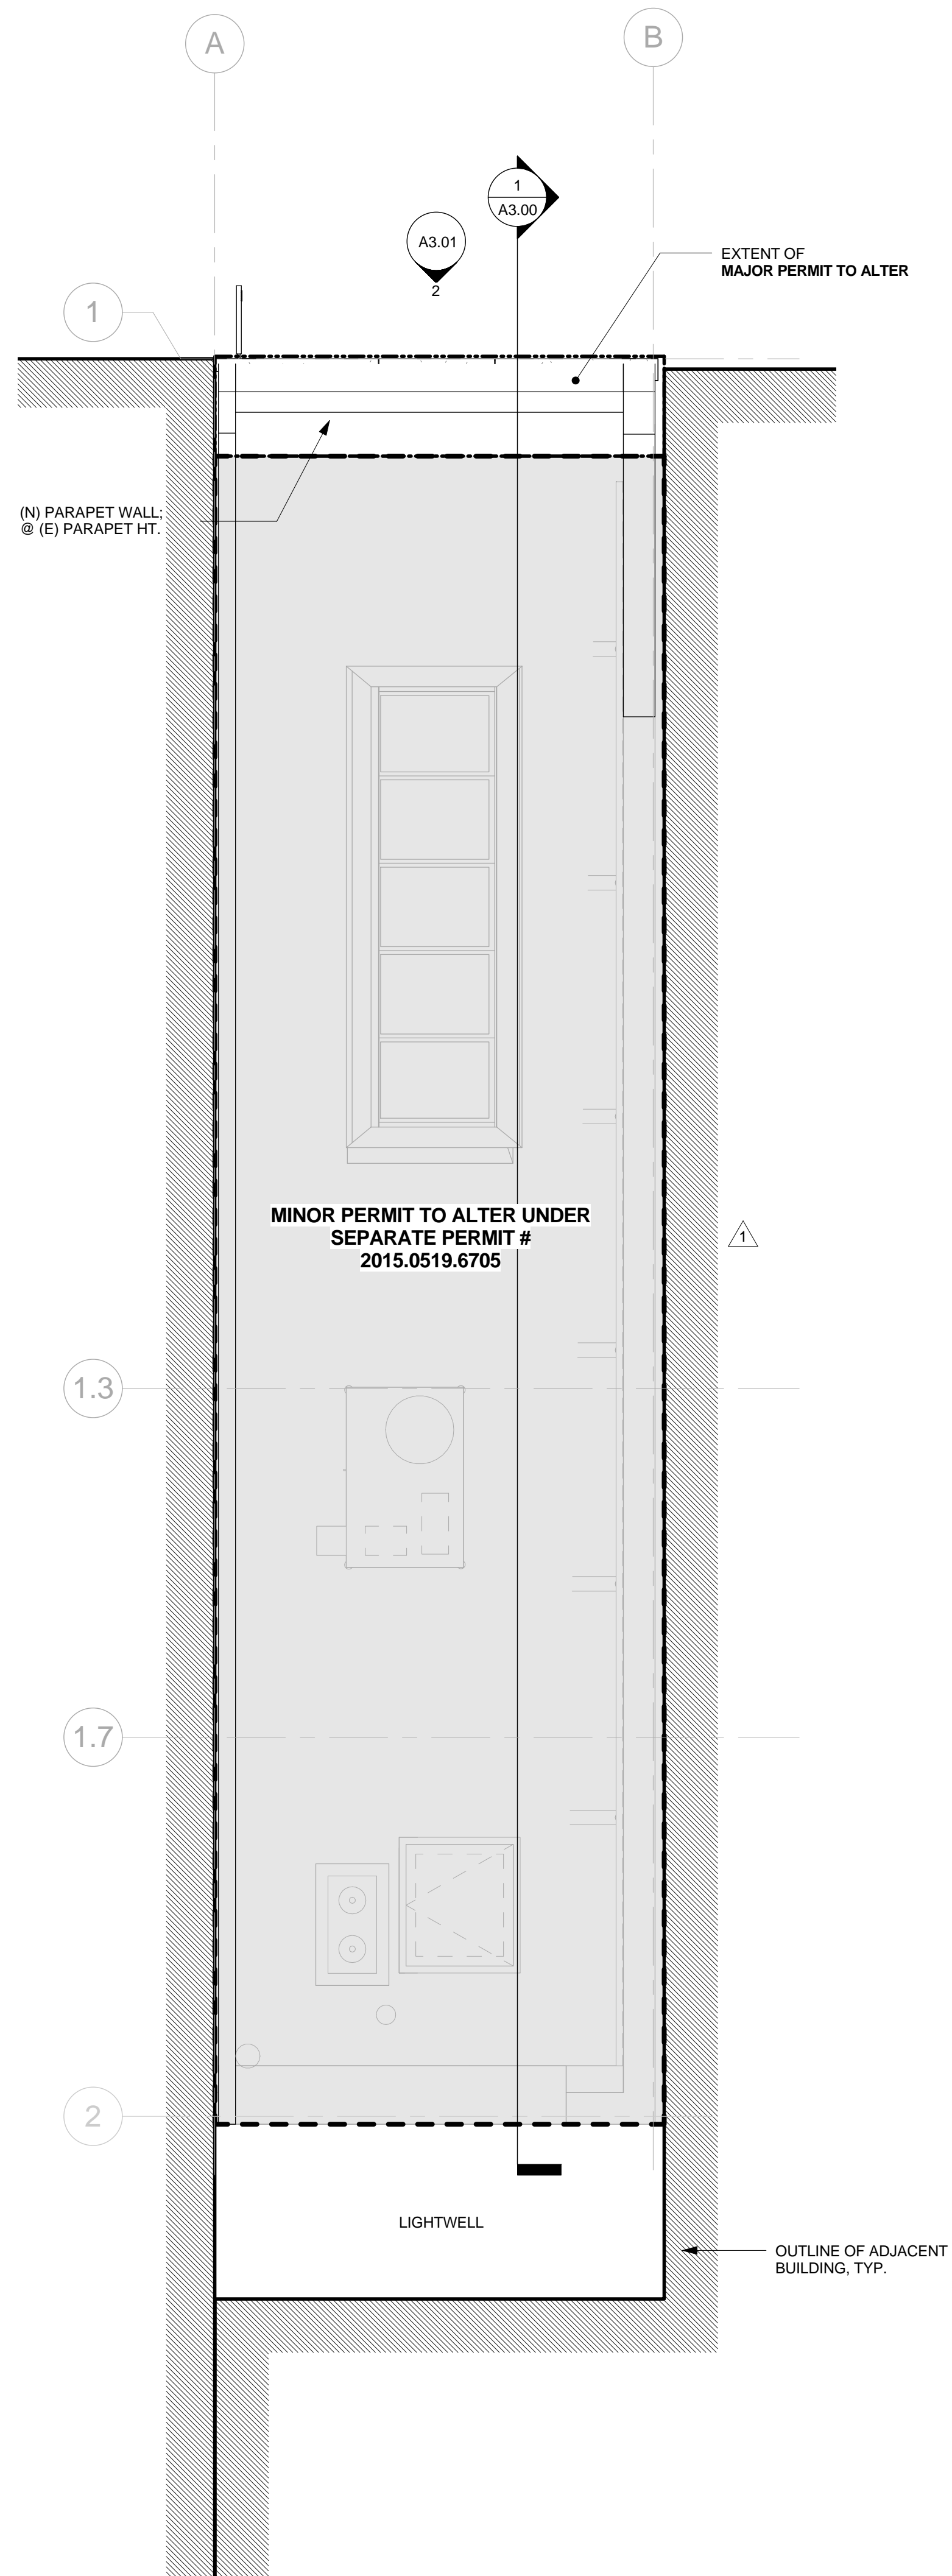 A
B
1
A3.00
A3.01
2
EXTENT OF
MAJOR PERMIT TO ALTER
1
(N) PARAPET WALL;
@ (E) PARAPET HT.
MINOR PERMIT TO ALTER UNDER
SEPARATE PERMIT #
2015.0519.6705
1
1.3
1.7
2
LIGHTWELL
OUTLINE OF ADJACENT
BUILDING, TYP.